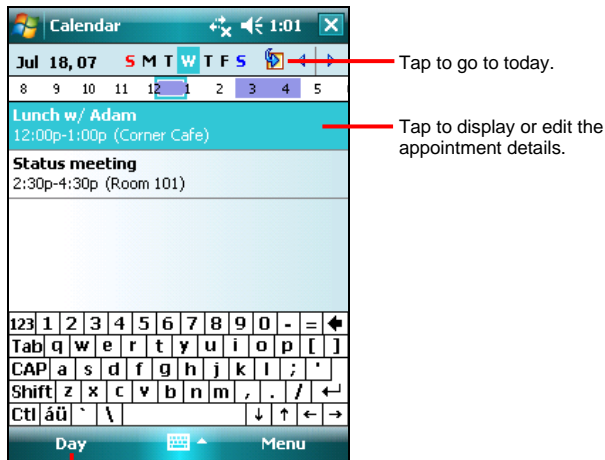 Calendar 1:01
Jul 18, 07 S M T W T F S
Tap to go to today.
8 9 10 11 12 1 2 3 4 5
Lunch w/ Adam
12:00p-1:00p (Corner Cafe)
Tap to display or edit the
appointment details.
Status meeting
2:30p-4:30p (Room 101)
123 1 2 3 4 5 6 7 8 9 0 - =
Tab q w e r t y u i o p [ ]
CAP a s d f g h j k l ; '
Shift z x c v b n m , . /
Ctl áü ` \
Day Menu